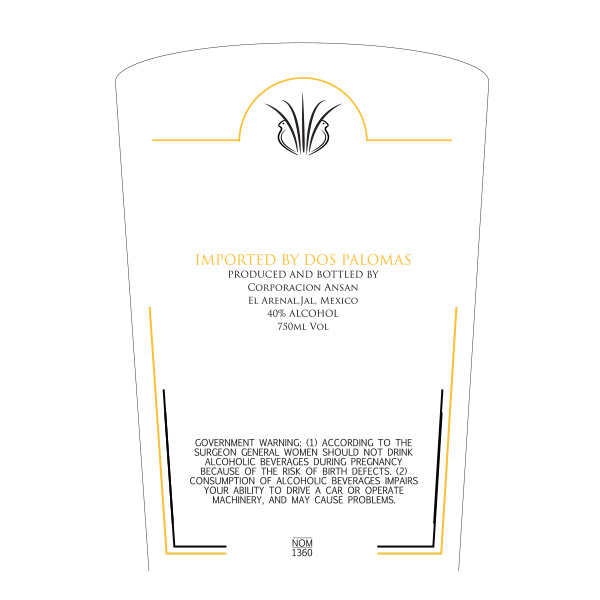 IMPORTED BY DOS PALOMAS
PRODUCED AND BOTTLED BY
CORPORACION ANSAN
EL ARENAL,JAL, MEXICO
40% ALCOHOL
750ML VOL
GOVERNMENT WARNING: (1) ACCORDING TO THE
SURGEON GENERAL WOMEN SHOULD NOT DRINK
ALCOHOLIC BEVERAGES DURING PREGNANCY
BECAUSE OF THE RISK OF BIRTH DEFECTS. (2)
CONSUMPTION OF ALCOHOLIC BEVERAGES IMPAIRS
YOUR ABILITY TO DRIVE A CAR OR OPERATE
MACHINERY, AND MAY CAUSE PROBLEMS.
NOM
1360